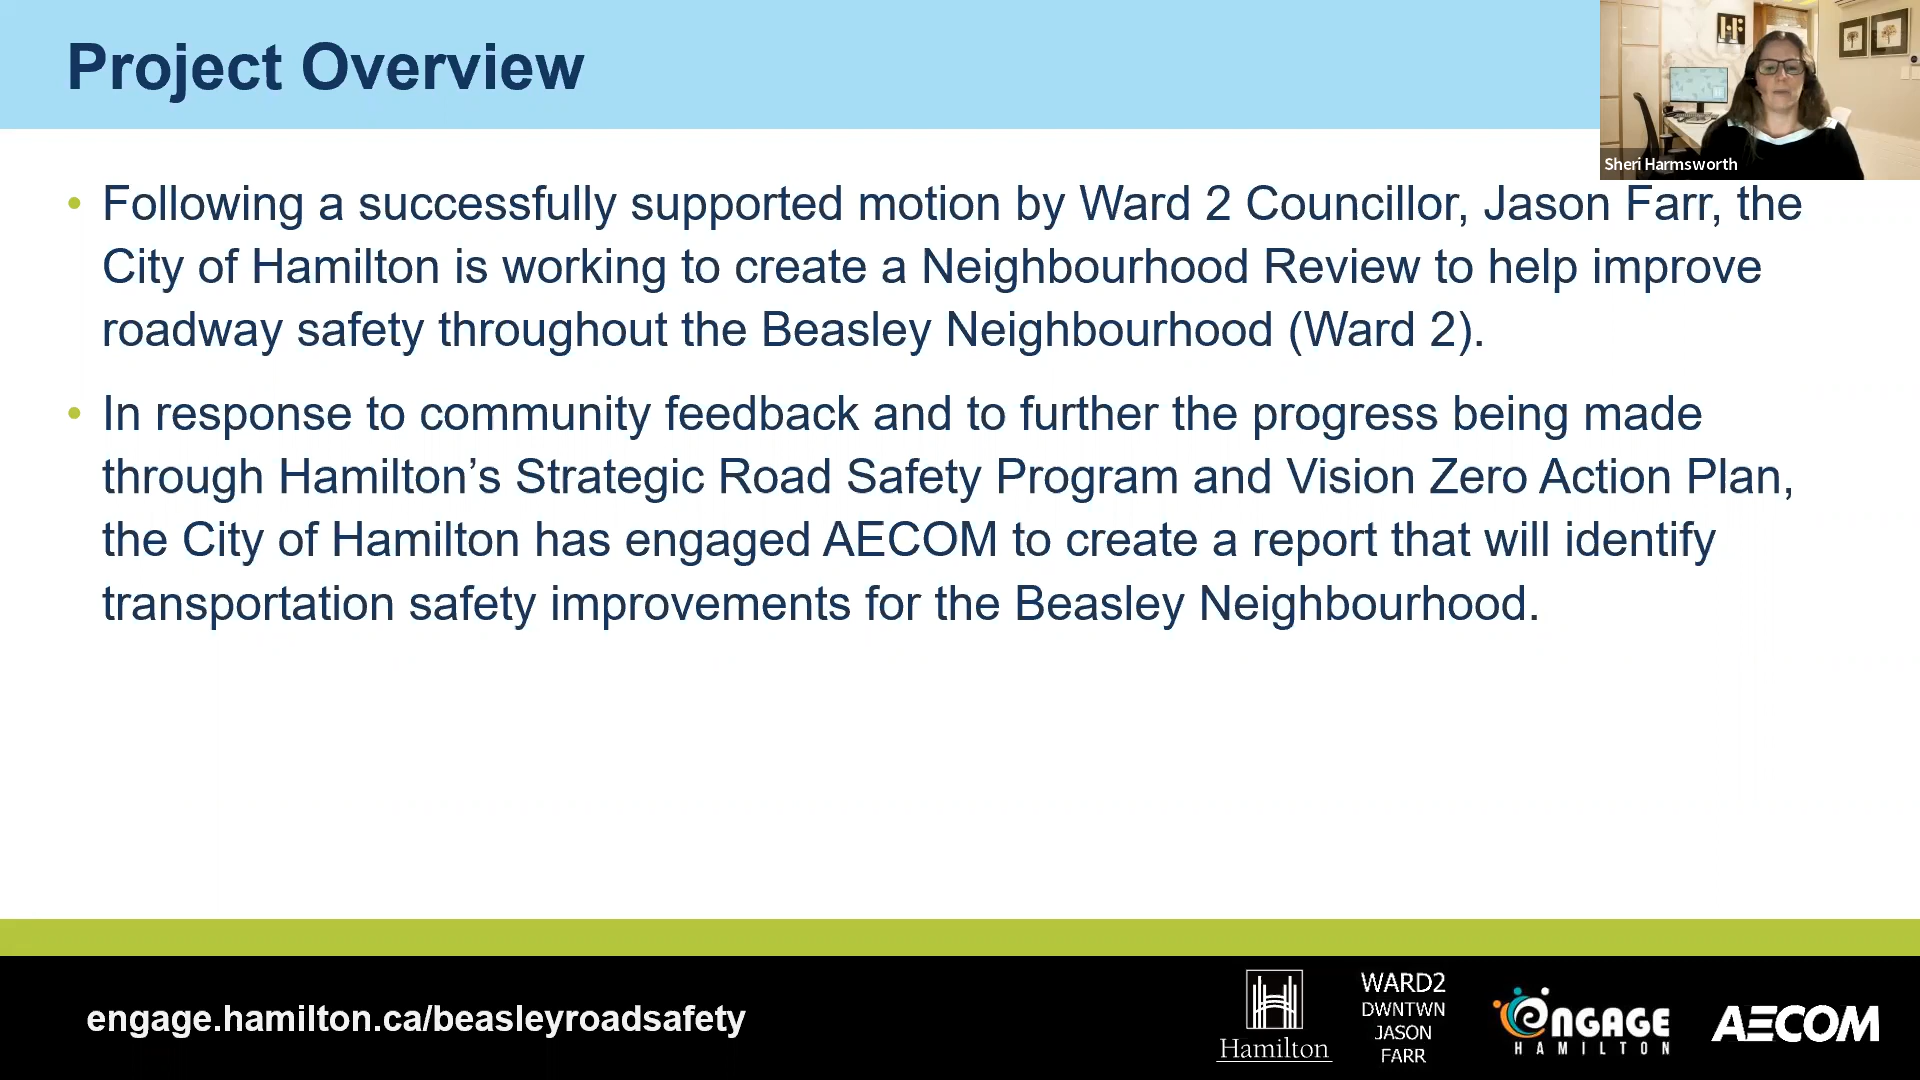 Project Overview
Sheri Harmsworth
• Following a successfully supported motion by Ward 2 Councillor, Jason Farr, the
City of Hamilton is working to create a Neighbourhood Review to help improve
roadway safety throughout the Beasley Neighbourhood (Ward 2).
• In response to community feedback and to further the progress being made
through Hamilton’s Strategic Road Safety Program and Vision Zero Action Plan,
the City of Hamilton has engaged AECOM to create a report that will identify
transportation safety improvements for the Beasley Neighbourhood.
engage.hamilton.ca/beasleyroadsafety
Hamilton
WARD2
DWNTWN
JASON
FARR
eNGAGE
HAMILTON
AECOM